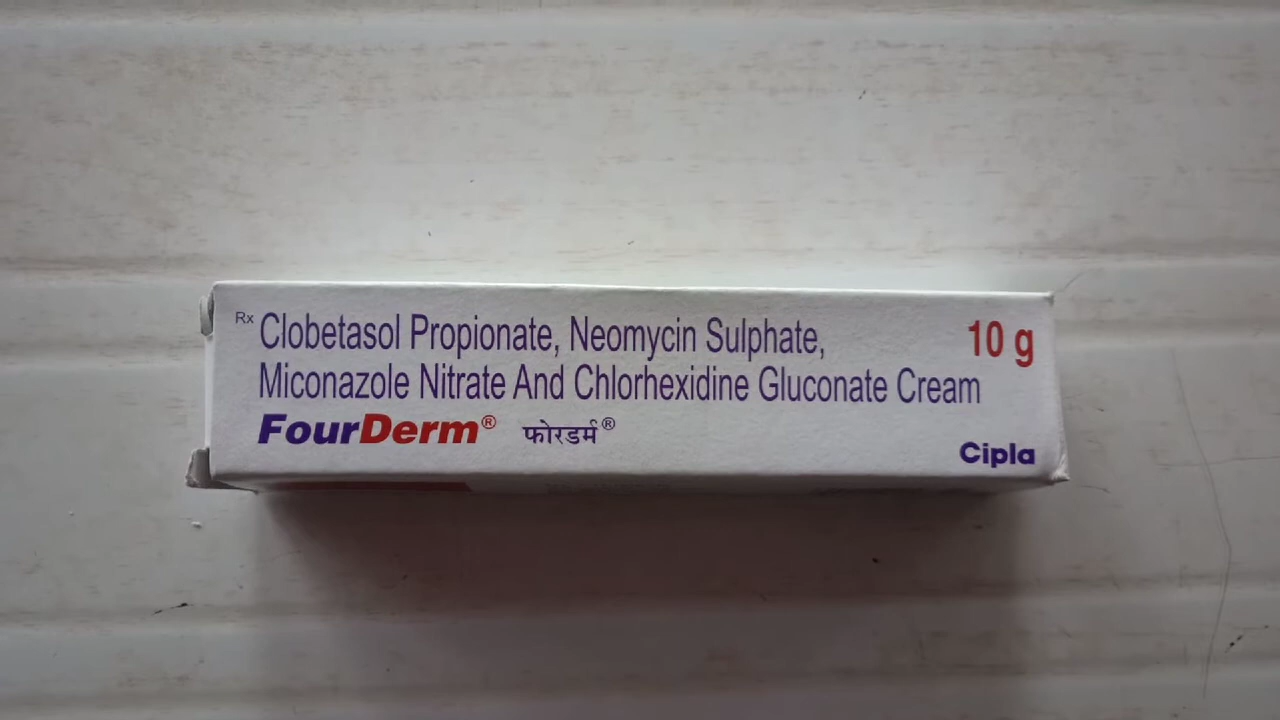 Rx Clobetasol Propionate, Neomycin Sulphate,
Miconazole Nitrate And Chlorhexidine Gluconate Cream
10 g
FourDerm® फोरडर्म®
Cipla